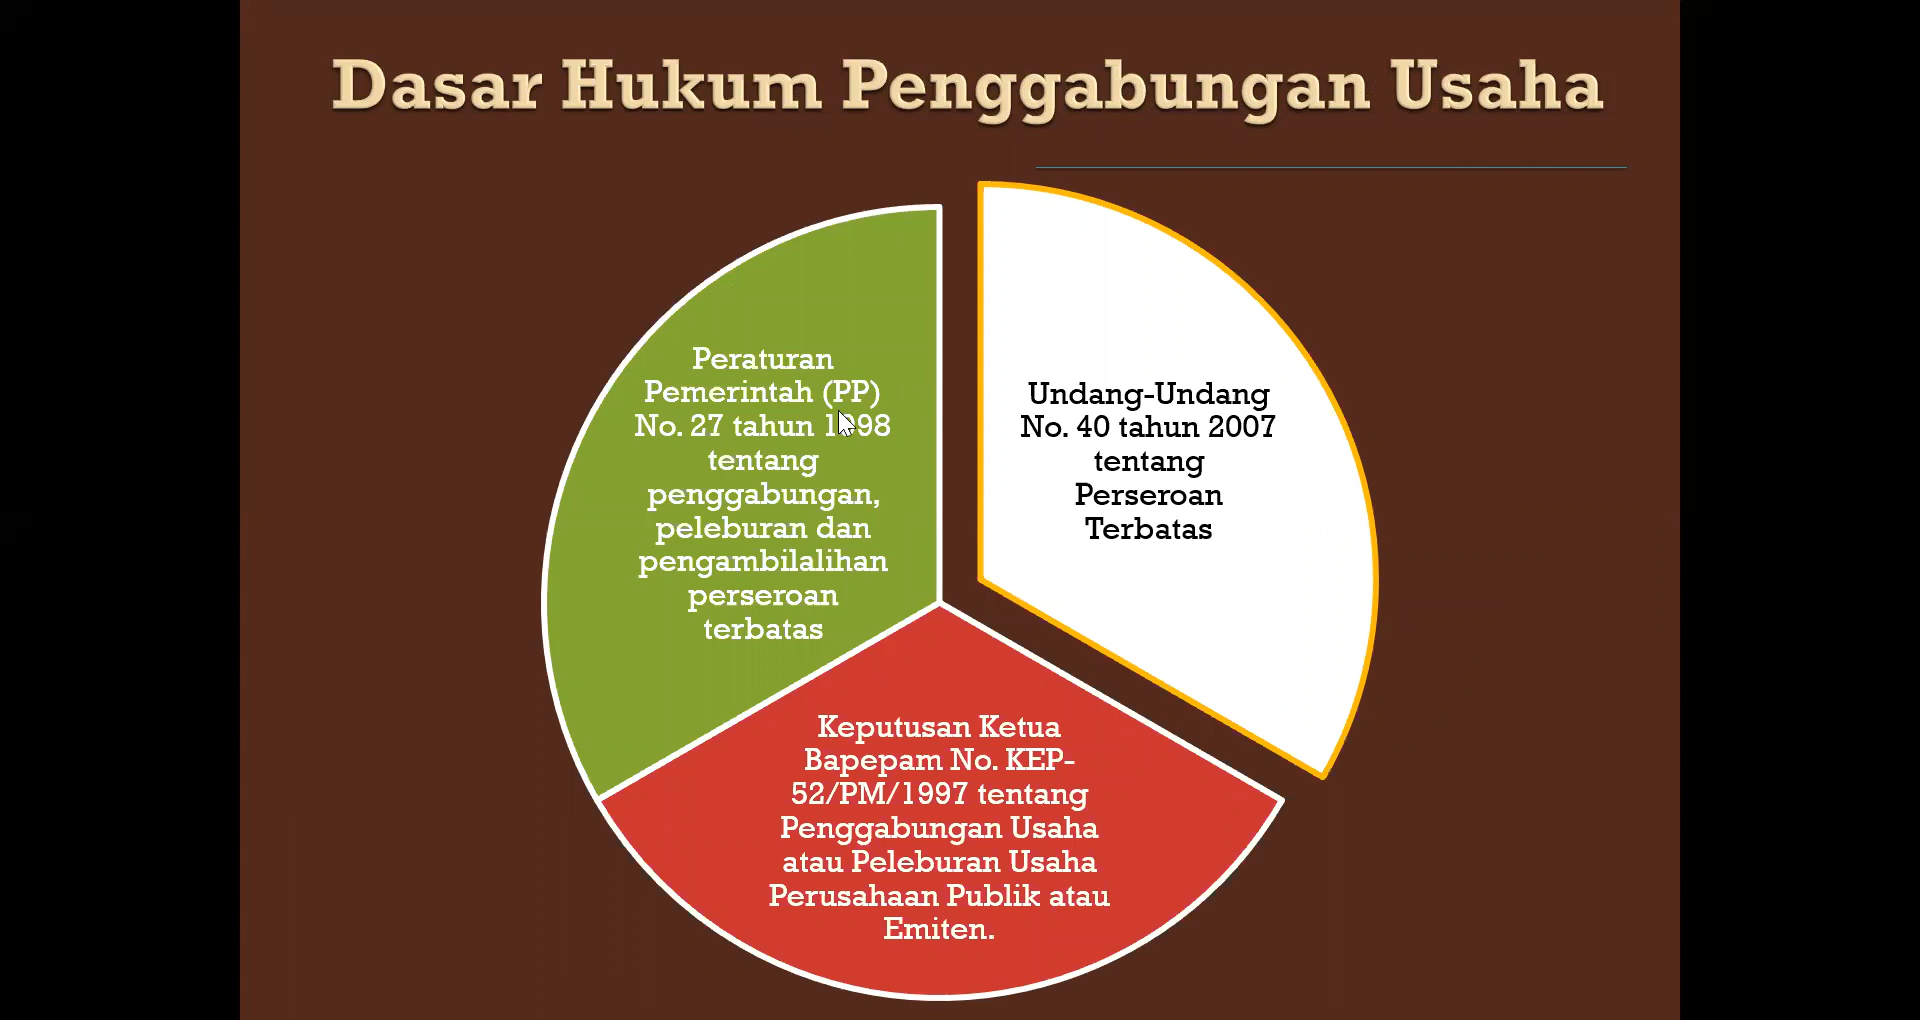 Dasar Hukum Penggabungan Usaha
Peraturan
Pemerintah (PP)
No. 27 tahun 1998
tentang
penggabungan,
peleburan dan
pengambilalihan
perseroan
terbatas
Undang-Undang
No. 40 tahun 2007
tentang
Perseroan
Terbatas
Keputusan Ketua
Bapepam No. KEP-
52/PM/1997 tentang
Penggabungan Usaha
atau Peleburan Usaha
Perusahaan Publik atau
Emiten.